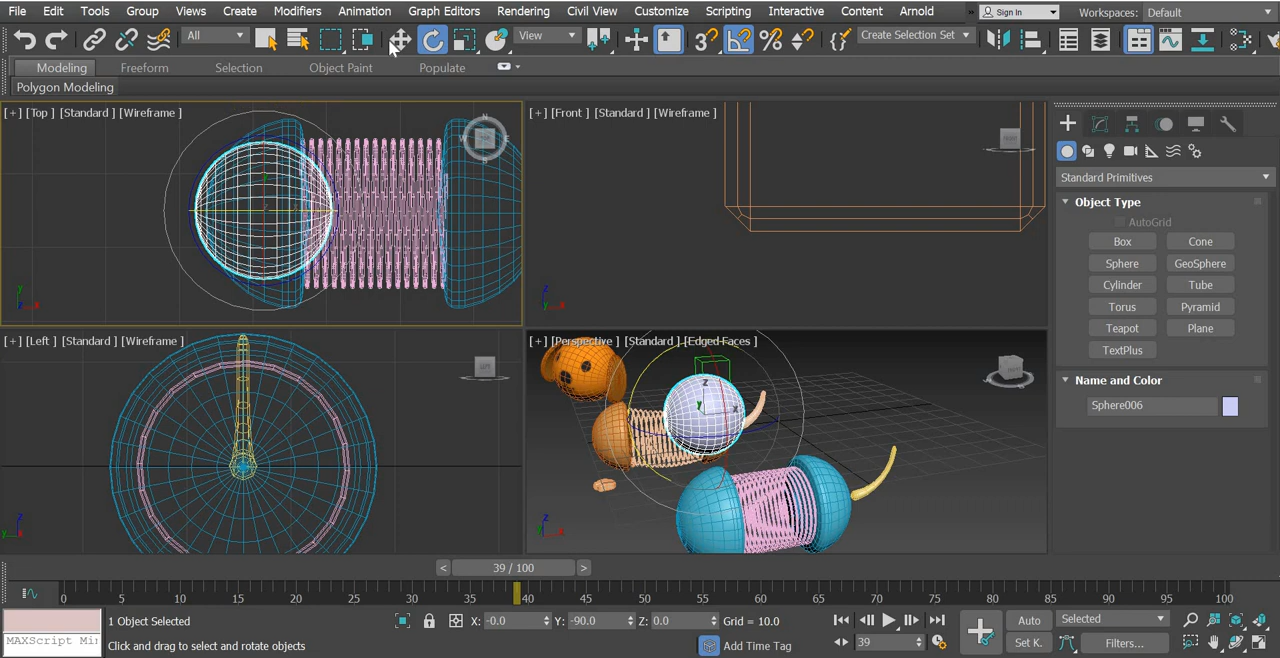 File Edit Tools Group Views Create Modifiers Animation Graph Editors Rendering Civil View Customize Scripting Interactive Content Arnold » Sign In Workspaces: Default
All View 3 Create Selection Set
Modeling Freeform Selection Object Paint Populate
Polygon Modeling
[+] [Top] [Standard] [Wireframe]
[+] [Front] [Standard] [Wireframe]
N
W TOP E
S
FRONT
Standard Primitives
Object Type
AutoGrid
Box Cone
Sphere GeoSphere
Cylinder Tube
Torus Pyramid
Teapot Plane
TextPlus
Name and Color
Sphere006
y
z x
z
x
[+] [Left] [Standard] [Wireframe]
[+] [Perspective] [Standard] [Edged Faces]
LEFT
z
y x
z
y
z
x
< 39 / 100 >
0 5 10 15 20 25 30 35 40 45 50 55 60 65 70 75 80 85 90 95 100
1 Object Selected X: -0.0 Y: -90.0 Z: 0.0 Grid = 10.0 Auto Selected
MAXScript Mi Click and drag to select and rotate objects Add Time Tag 39 Set K. Filters...